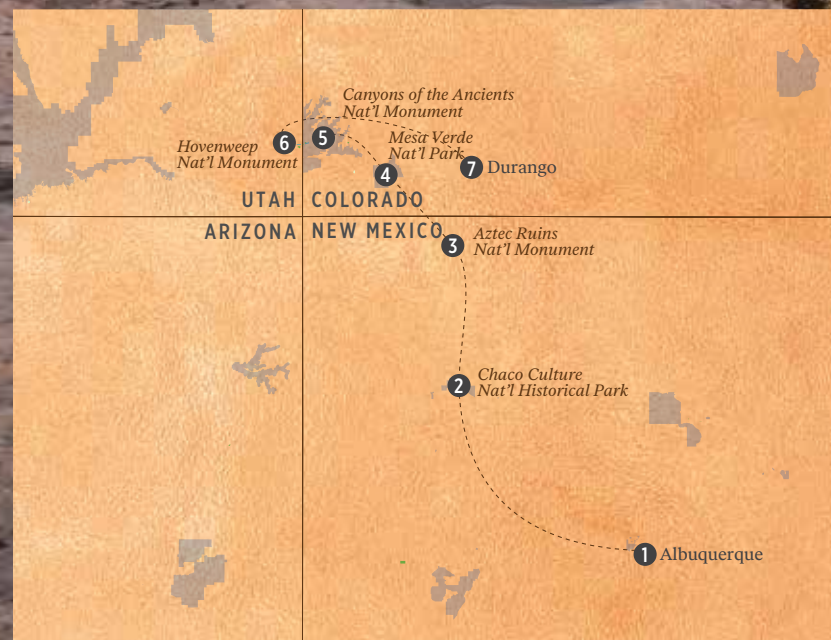 Canyons of the Ancients
Nat'l Monument
6
5
Hovenweep
Nat'l Monument
Mesa Verde
Nat'l Park
4
7 Durango
UTAH COLORADO
ARIZONA NEW MEXICO
3
Aztec Ruins
Nat'l Monument
2
Chaco Culture
Nat'l Historical Park
1 Albuquerque